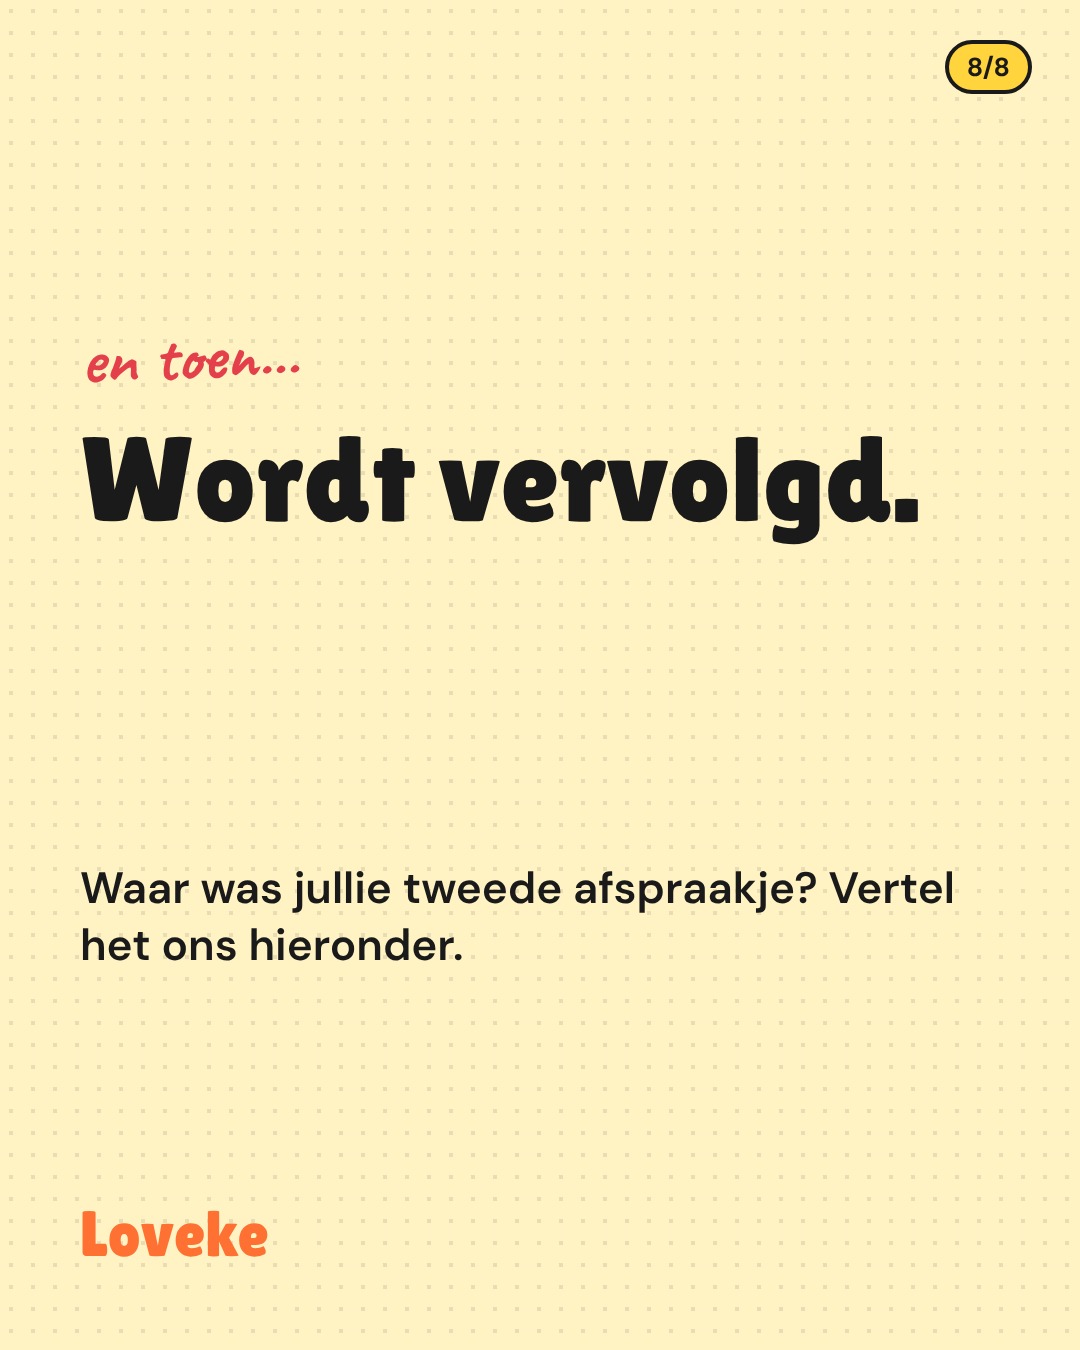 8/8
en toen...
Wordt vervolgd.
Waar was jullie tweede afspraakje? Vertel
het ons hieronder.
Loveke